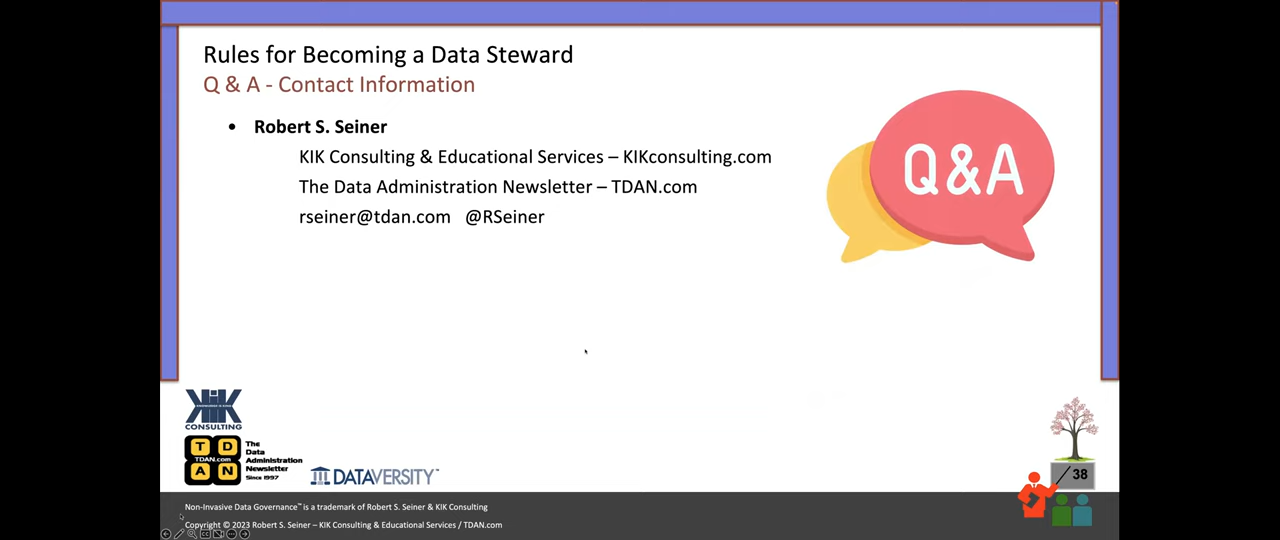 Rules for Becoming a Data Steward
Q & A - Contact Information
• Robert S. Seiner
KIK Consulting & Educational Services – KIKconsulting.com
The Data Administration Newsletter – TDAN.com
rseiner@tdan.com @RSeiner
Q&A
KIK
CONSULTING
T D
TDAN.com
A N
The
Data
Administration
Newsletter
Since 1997
DATAVERSITY™
/ 38
Non-Invasive Data Governance™ is a trademark of Robert S. Seiner & KIK Consulting
Copyright © 2023 Robert S. Seiner – KIK Consulting & Educational Services / TDAN.com